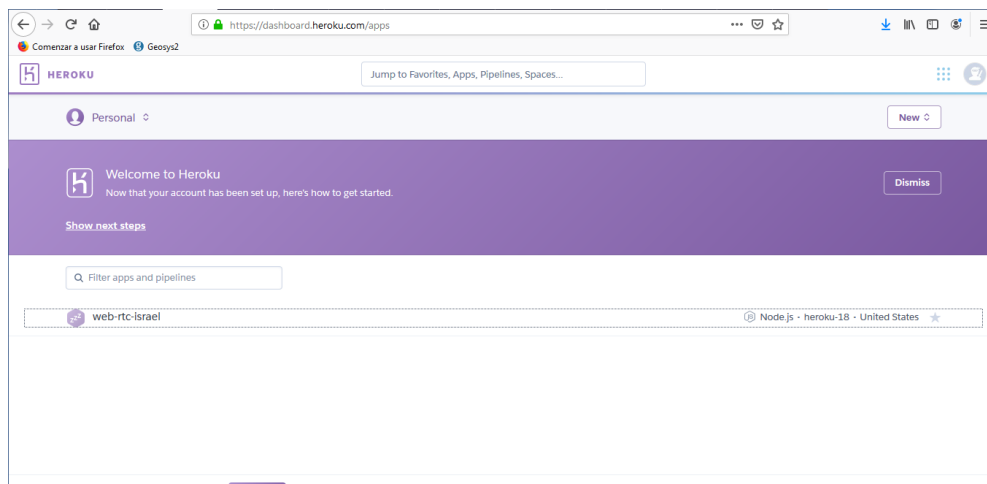 https://dashboard.heroku.com/apps
Comenzar a usar Firefox Geosys2
HEROKU
Jump to Favorites, Apps, Pipelines, Spaces...
Personal
New
Welcome to Heroku
Now that your account has been set up, here's how to get started.
Dismiss
Show next steps
Filter apps and pipelines
web-rtc-israel
Node.js · heroku-18 · United States